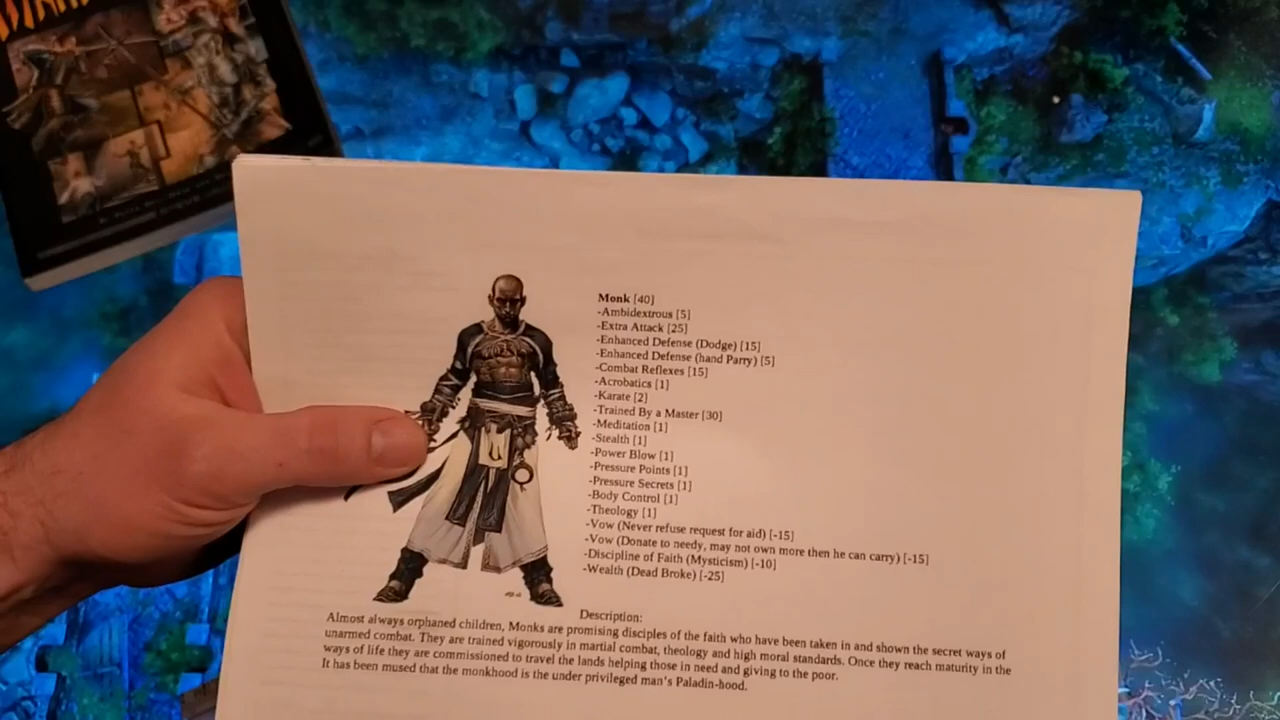 Monk [40]
-Ambidextrous [5]
-Extra Attack [25]
-Enhanced Defense (Dodge) [15]
-Enhanced Defense (hand Parry) [5]
-Combat Reflexes [15]
-Acrobatics [1]
-Karate [2]
-Trained By a Master [30]
-Meditation [1]
-Stealth [1]
-Power Blow [1]
-Pressure Points [1]
-Pressure Secrets [1]
-Body Control [1]
-Theology [1]
-Vow (Never refuse request for aid) [-15]
-Vow (Donate to needy, may not own more then he can carry) [-15]
-Discipline of Faith (Mysticism) [-10]
-Wealth (Dead Broke) [-25]
Description:
Almost always orphaned children, Monks are promising disciples of the faith who have been taken in and shown the secret ways of
unarmed combat. They are trained vigorously in martial combat, theology and high moral standards. Once they reach maturity in the
ways of life they are commissioned to travel the lands helping those in need and giving to the poor.
It has been mused that the monkhood is the under privileged man's Paladin-hood.